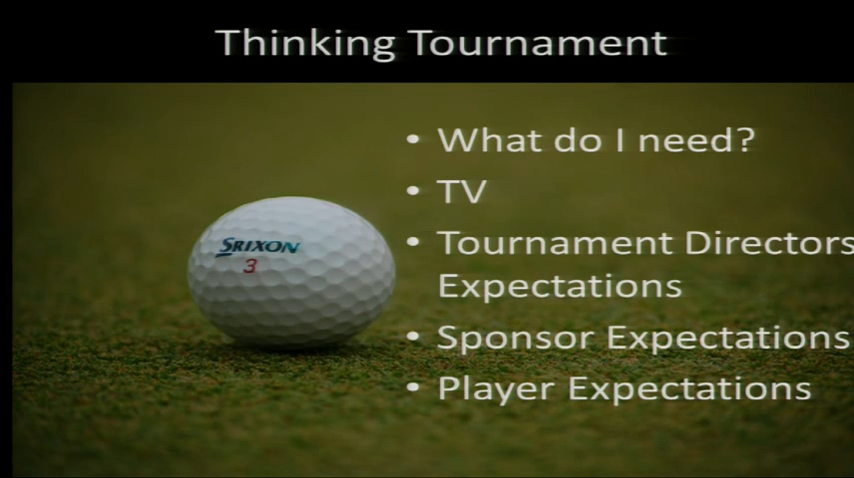 Thinking Tournament
SRIXON
3
• What do I need?
• TV
• Tournament Directors
Expectations
• Sponsor Expectations
• Player Expectations